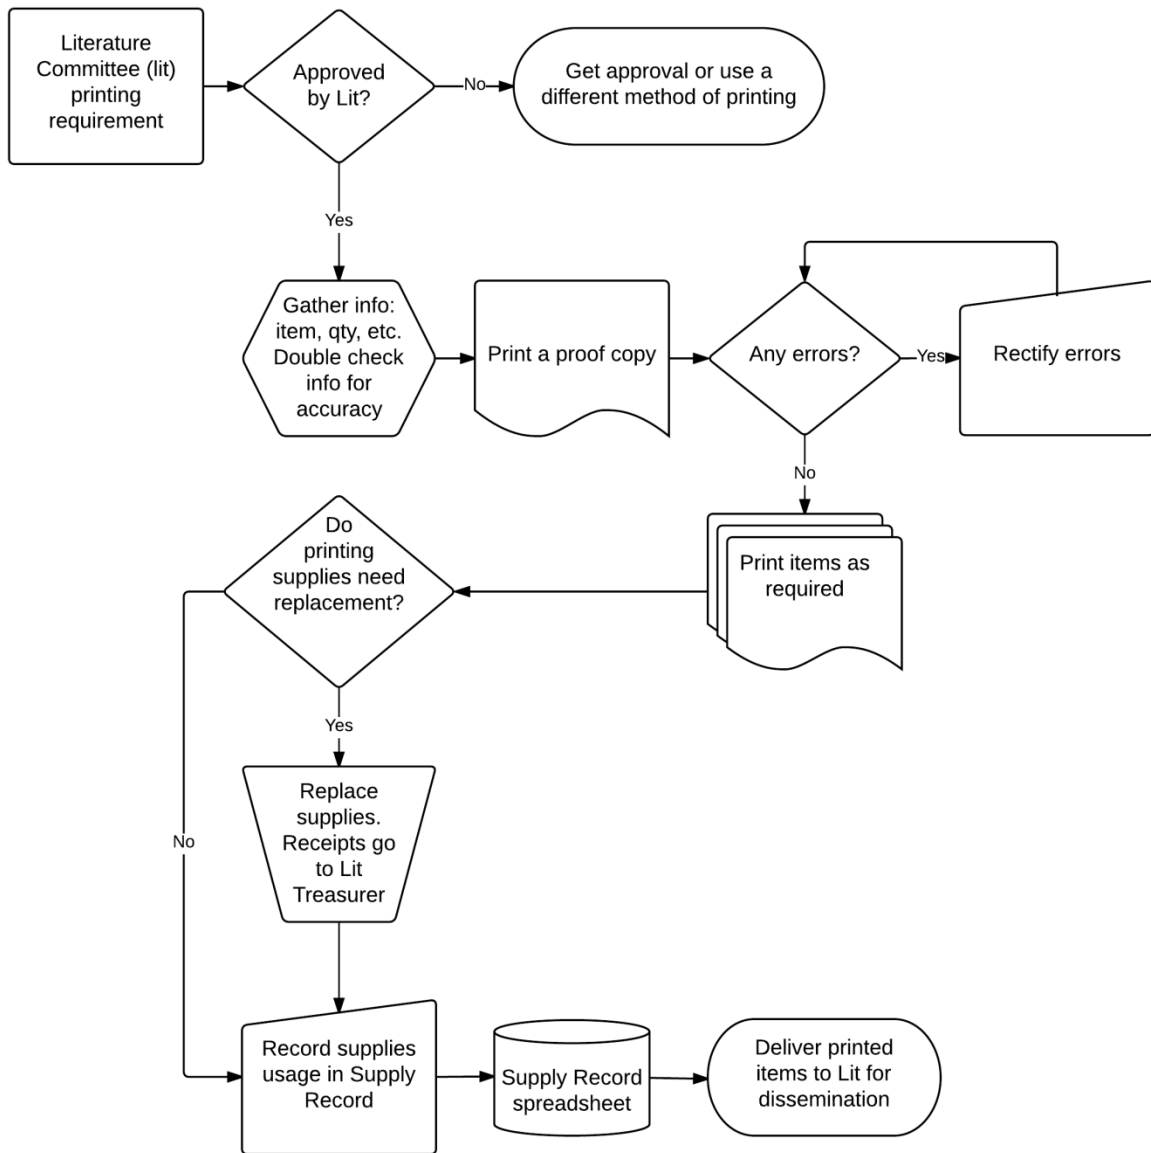 Literature
Committee (lit)
printing
requirement
Approved
by Lit?
No
Get approval or use a
different method of printing
Yes
Gather info:
item, qty, etc.
Double check
info for
accuracy
Print a proof copy
Any errors?
Yes
Rectify errors
No
Print items as
required
Do
printing
supplies need
replacement?
Yes
No
Replace
supplies.
Receipts go
to Lit
Treasurer
Record supplies
usage in Supply
Record
Supply Record
spreadsheet
Deliver printed
items to Lit for
dissemination